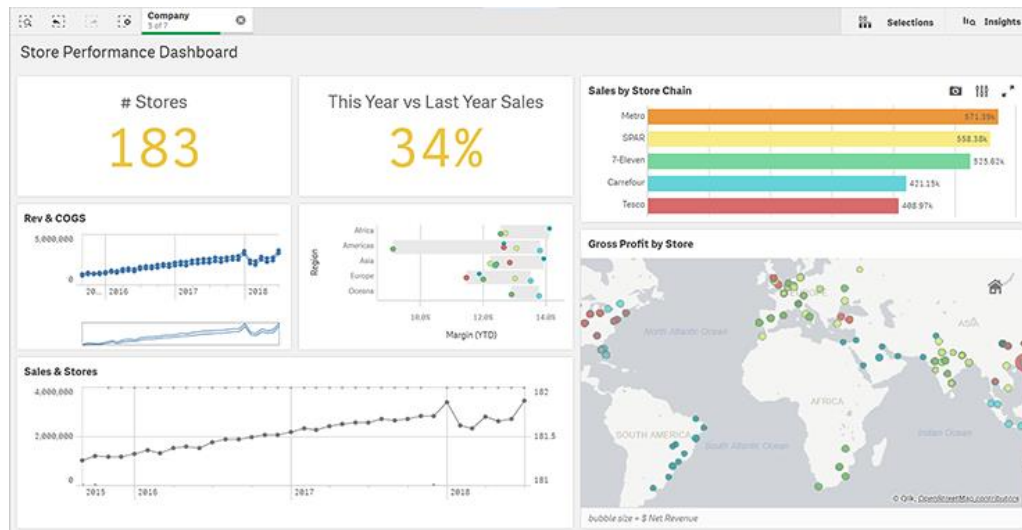 Company
5 of 7
Selections
Insights
Store Performance Dashboard
# Stores
183
This Year vs Last Year Sales
34%
Sales by Store Chain
Metro
571.39k
SPAR
558.38k
7-Eleven
525.62k
Carrefour
421.15k
Tesco
408.97k
Rev & COGS
5,000,000
0
20...
2016
2017
2018
Region
Africa
Americas
Asia
Europe
Oceana
10.0%
12.0%
14.0%
Margin (YTD)
Gross Profit by Store
North Atlantic Ocean
EUROPE
ASIA
AFRICA
SOUTH AMERICA
South Atlantic Ocean
Indian Ocean
© Qlik, OpenStreetMap contributors
bubble size = $ Net Revenue
Sales & Stores
4,000,000
2,000,000
0
182
181.5
181
2015
2016
2017
2018